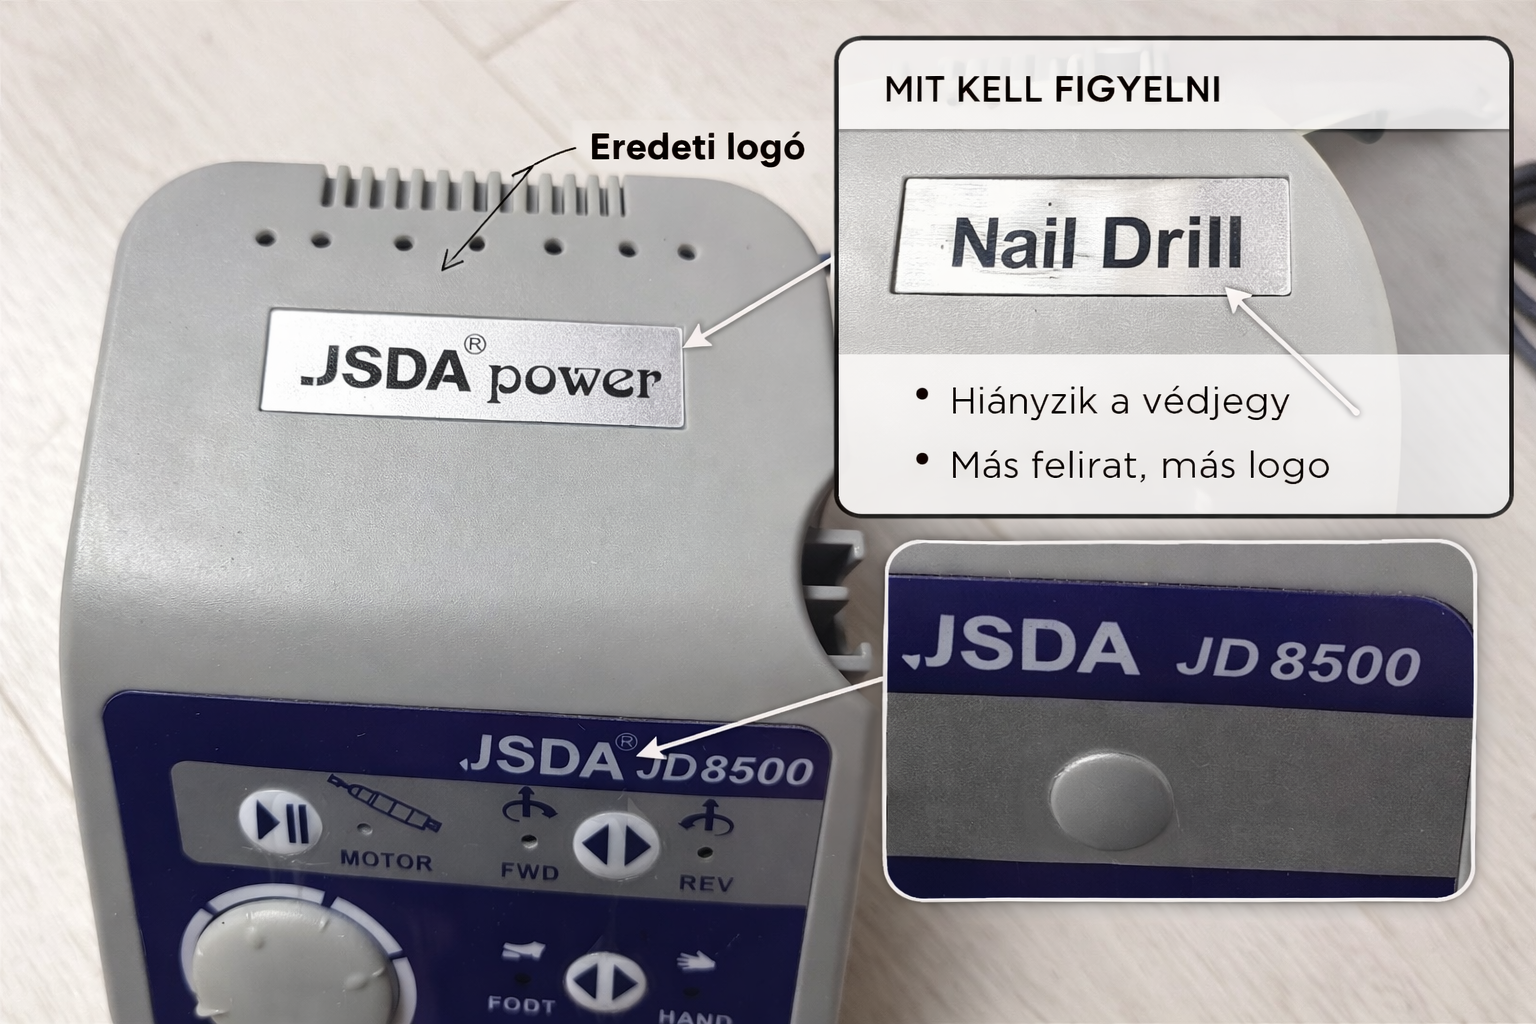 MIT KELL FIGYELNI
Eredeti logó
Nail Drill
JSDA® power
• Hiányzik a védjegy
• Más felirat, más logo
JSDA JD 8500
JSDA® JD8500
MOTOR
FWD
REV
FODT
HAND